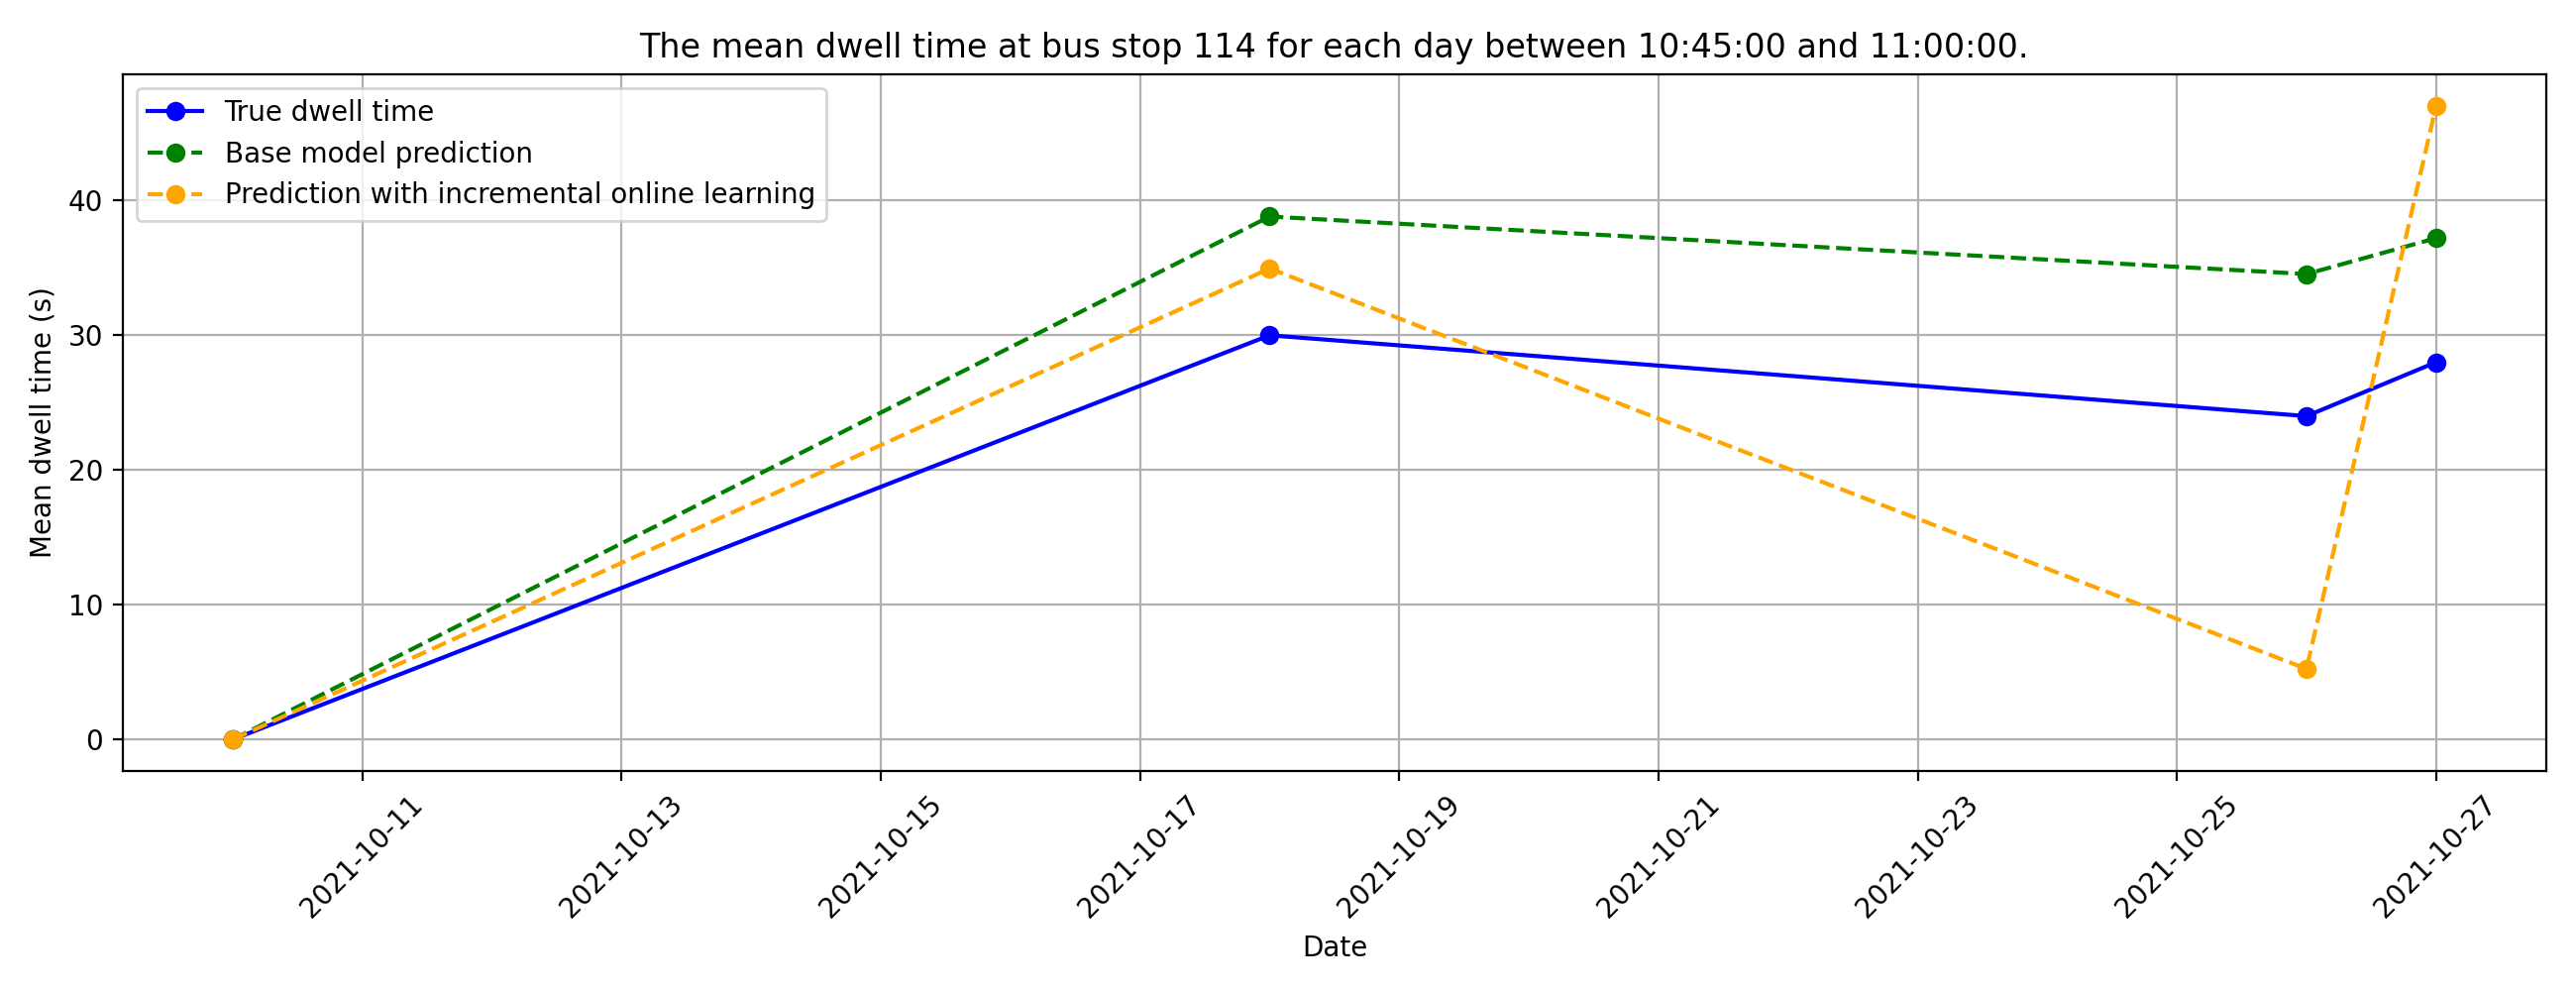 The mean dwell time at bus stop 114 for each day between 10:45:00 and 11:00:00.
True dwell time
Base model prediction
Prediction with incremental online learning
Mean dwell time (s)
40
30
20
10
0
2021-10-11
2021-10-13
2021-10-15
2021-10-17
2021-10-19
2021-10-21
2021-10-23
2021-10-25
2021-10-27
Date